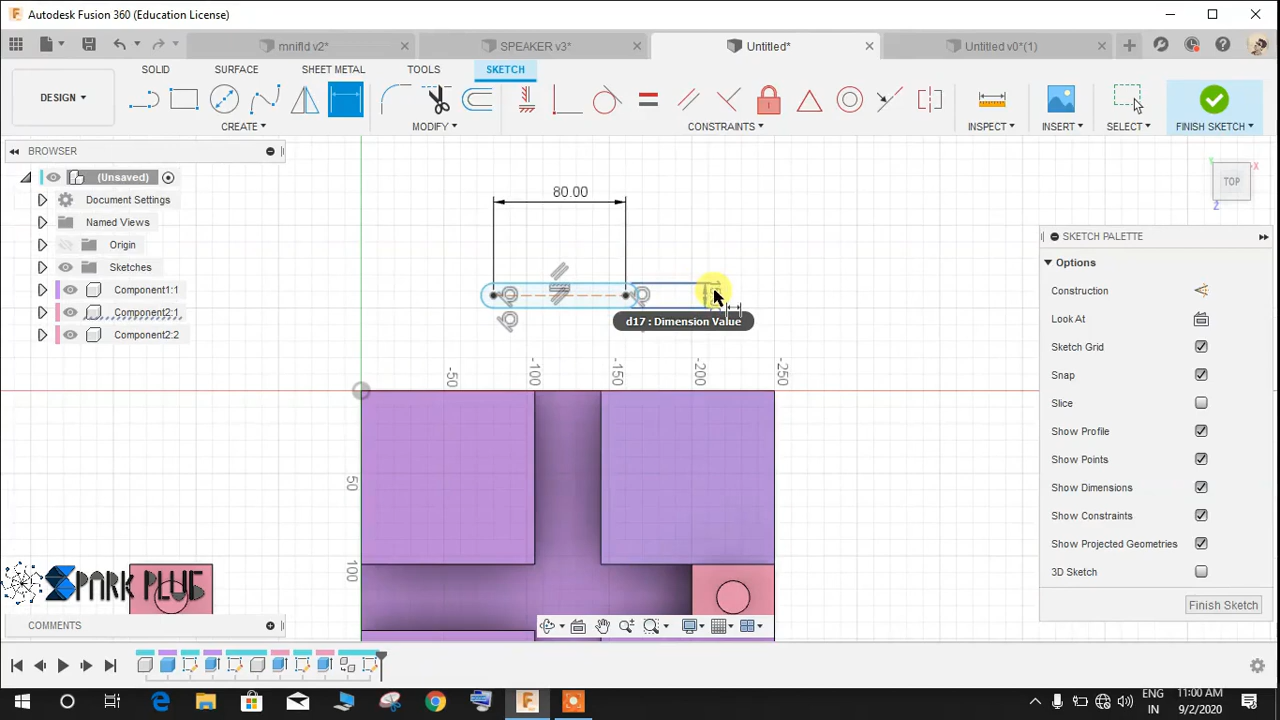 Autodesk Fusion 360 (Education License)
mnifld v2*
SPEAKER v3*
Untitled*
Untitled v0*(1)
SOLID
SURFACE
SHEET METAL
TOOLS
SKETCH
DESIGN
CREATE
MODIFY
CONSTRAINTS
INSPECT
INSERT
SELECT
FINISH SKETCH
BROWSER
(Unsaved)
Document Settings
Named Views
Origin
Sketches
Component1:1
Component2:1
Component2:2
80.00
d17 : Dimension Value
-50
-100
-150
-200
-250
50
100
TOP
X
Y
Z
SKETCH PALETTE
Options
Construction
Look At
Sketch Grid
Snap
Slice
Show Profile
Show Points
Show Dimensions
Show Constraints
Show Projected Geometries
3D Sketch
Finish Sketch
SPARK PLUG
COMMENTS
ENG
IN
11:00 AM
9/2/2020